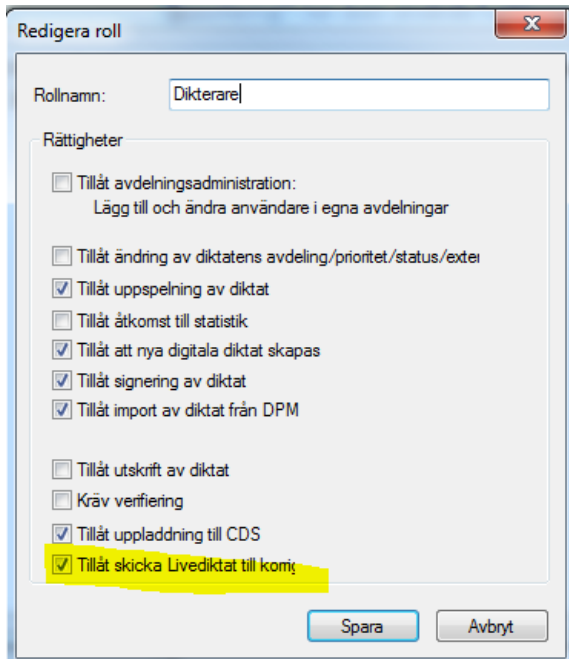 Redigera roll
Rollnamn: Dikterare
Rättigheter
Tillåt avdelningsadministration:
Lägg till och ändra användare i egna avdelningar
Tillåt ändring av diktatens avdeling/prioritet/status/exter
Tillåt uppspelning av diktat
Tillåt åtkomst till statistik
Tillåt att nya digitala diktat skapas
Tillåt signering av diktat
Tillåt import av diktat från DPM
Tillåt utskrift av diktat
Kräv verifiering
Tillåt uppladdning till CDS
Tillåt skicka Livediktat till korrig
Spara Avbryt